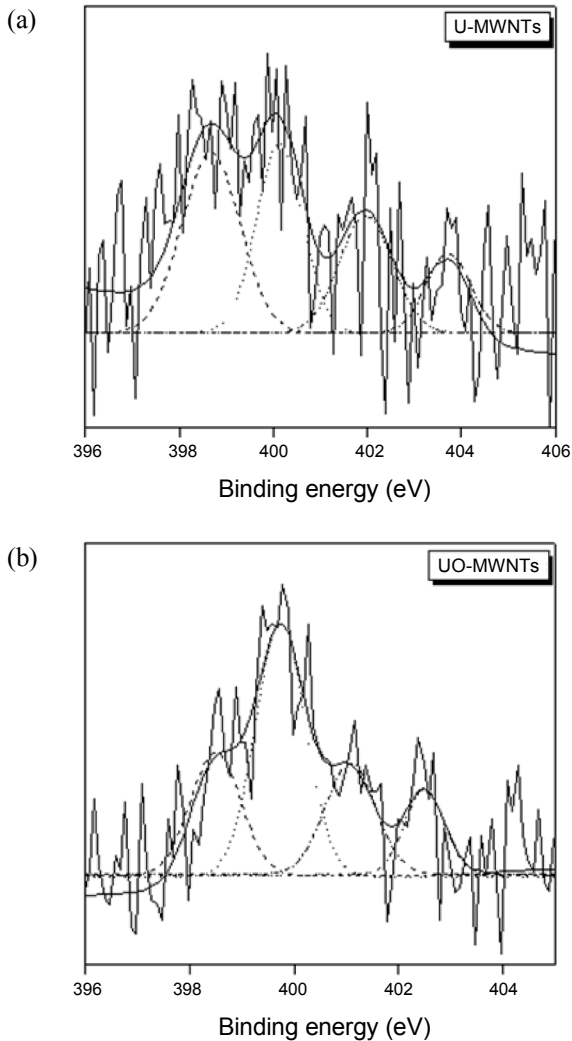 (a)
U-MWNTs
396 398 400 402 404 406
Binding energy (eV)
(b)
UO-MWNTs
396 398 400 402 404
Binding energy (eV)